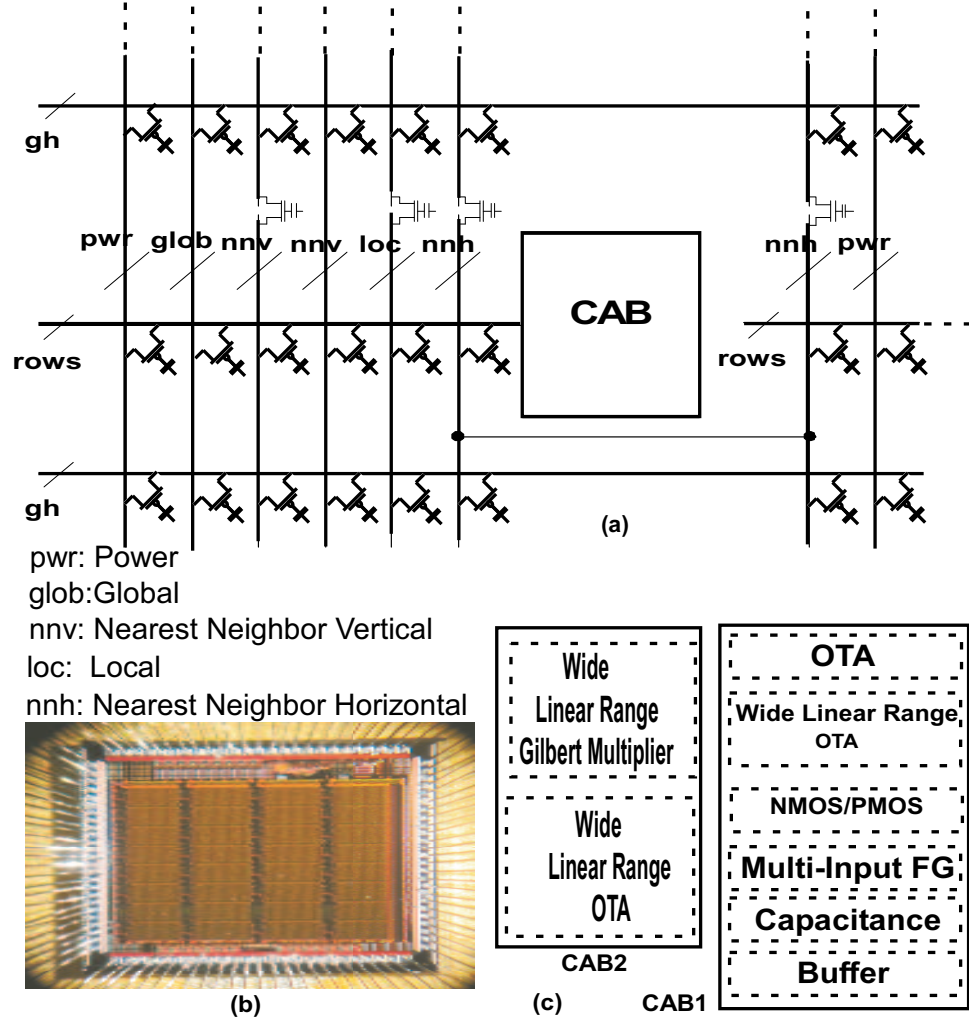 gh
pwr glob nnv nnv loc nnh nnh pwr
CAB
rows rows
gh
(a)
pwr: Power
glob:Global
nnv: Nearest Neighbor Vertical
loc: Local
nnh: Nearest Neighbor Horizontal
(b)
Wide
Linear Range
Gilbert Multiplier
Wide
Linear Range
OTA
CAB2
(c)
OTA
Wide Linear Range
OTA
NMOS/PMOS
Multi-Input FG
Capacitance
Buffer
CAB1